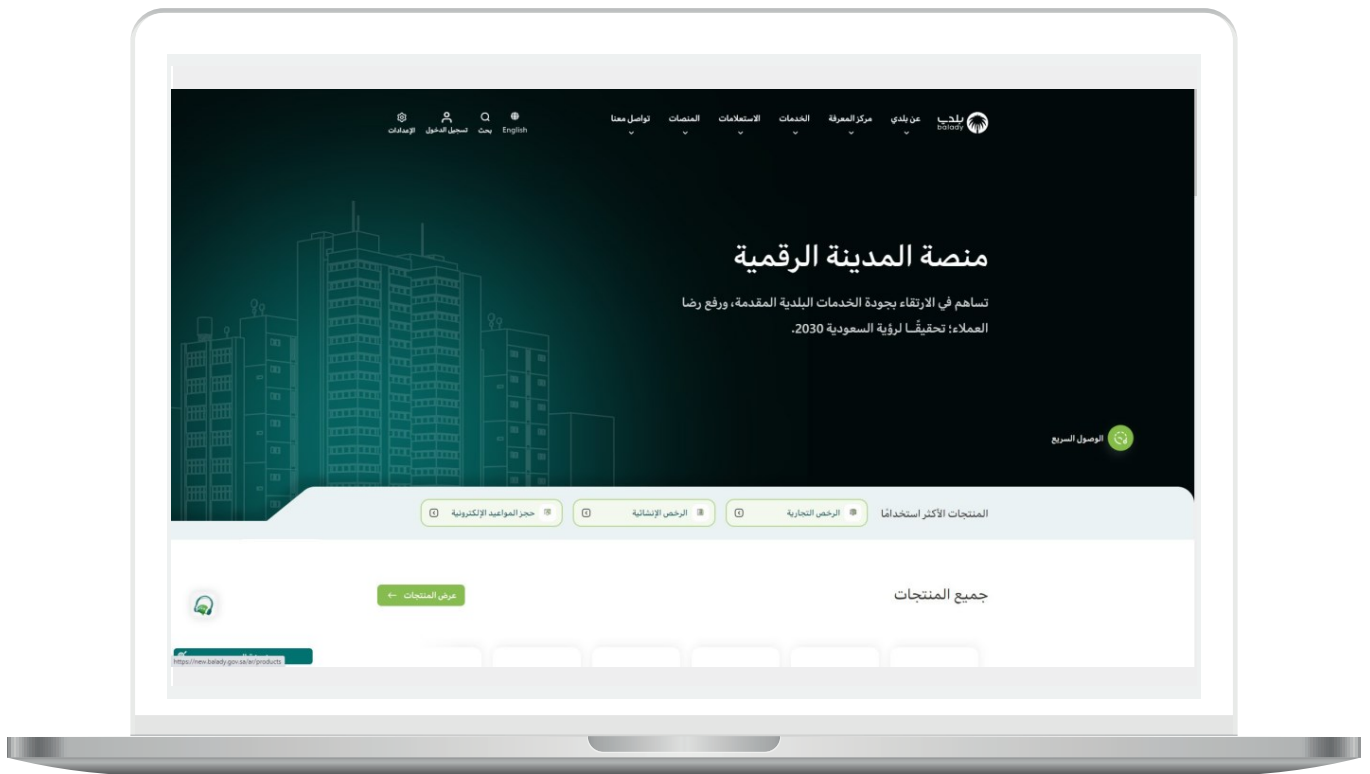 بلدي
balady
عن بلدي
مركز المعرفة
الخدمات
الاستعلامات
المنصات
تواصل معنا
English
بحث
تسجيل الدخول
الإعدادات
منصة المدينة الرقمية
تساهم في الارتقاء بجودة الخدمات البلدية المقدمة، ورفع رضا
العملاء؛ تحقيقًـا لرؤية السعودية 2030.
الوصول السريع
المنتجات الأكثر استخدامًا
الرخص التجارية
الرخص الإنشائية
حجز المواعيد الإلكترونية
جميع المنتجات
عرض المنتجات
https://new.balady.gov.sa/ar/products